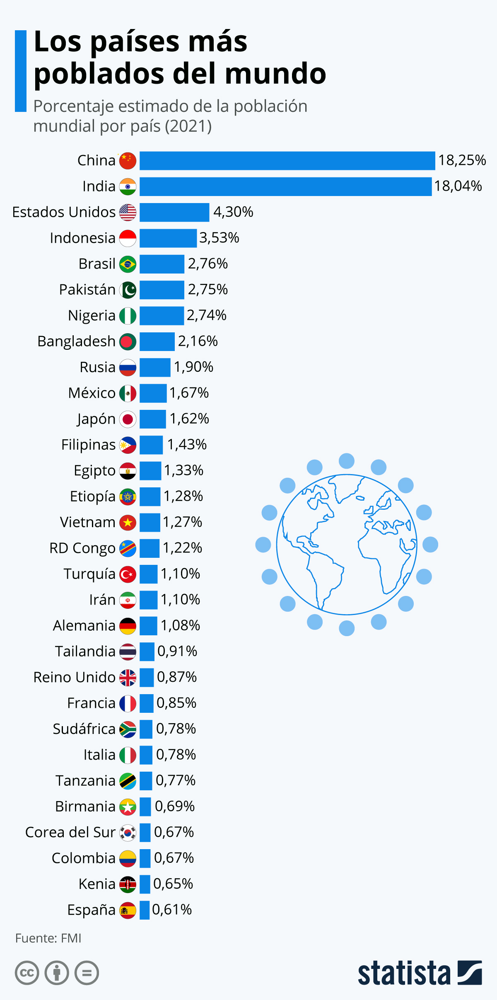 Los países más
poblados del mundo
Porcentaje estimado de la población
mundial por país (2021)
China 18,25%
India 18,04%
Estados Unidos 4,30%
Indonesia 3,53%
Brasil 2,76%
Pakistán 2,75%
Nigeria 2,74%
Bangladesh 2,16%
Rusia 1,90%
México 1,67%
Japón 1,62%
Filipinas 1,43%
Egipto 1,33%
Etiopía 1,28%
Vietnam 1,27%
RD Congo 1,22%
Turquía 1,10%
Irán 1,10%
Alemania 1,08%
Tailandia 0,91%
Reino Unido 0,87%
Francia 0,85%
Sudáfrica 0,78%
Italia 0,78%
Tanzania 0,77%
Birmania 0,69%
Corea del Sur 0,67%
Colombia 0,67%
Kenia 0,65%
España 0,61%
Fuente: FMI
cc
statista